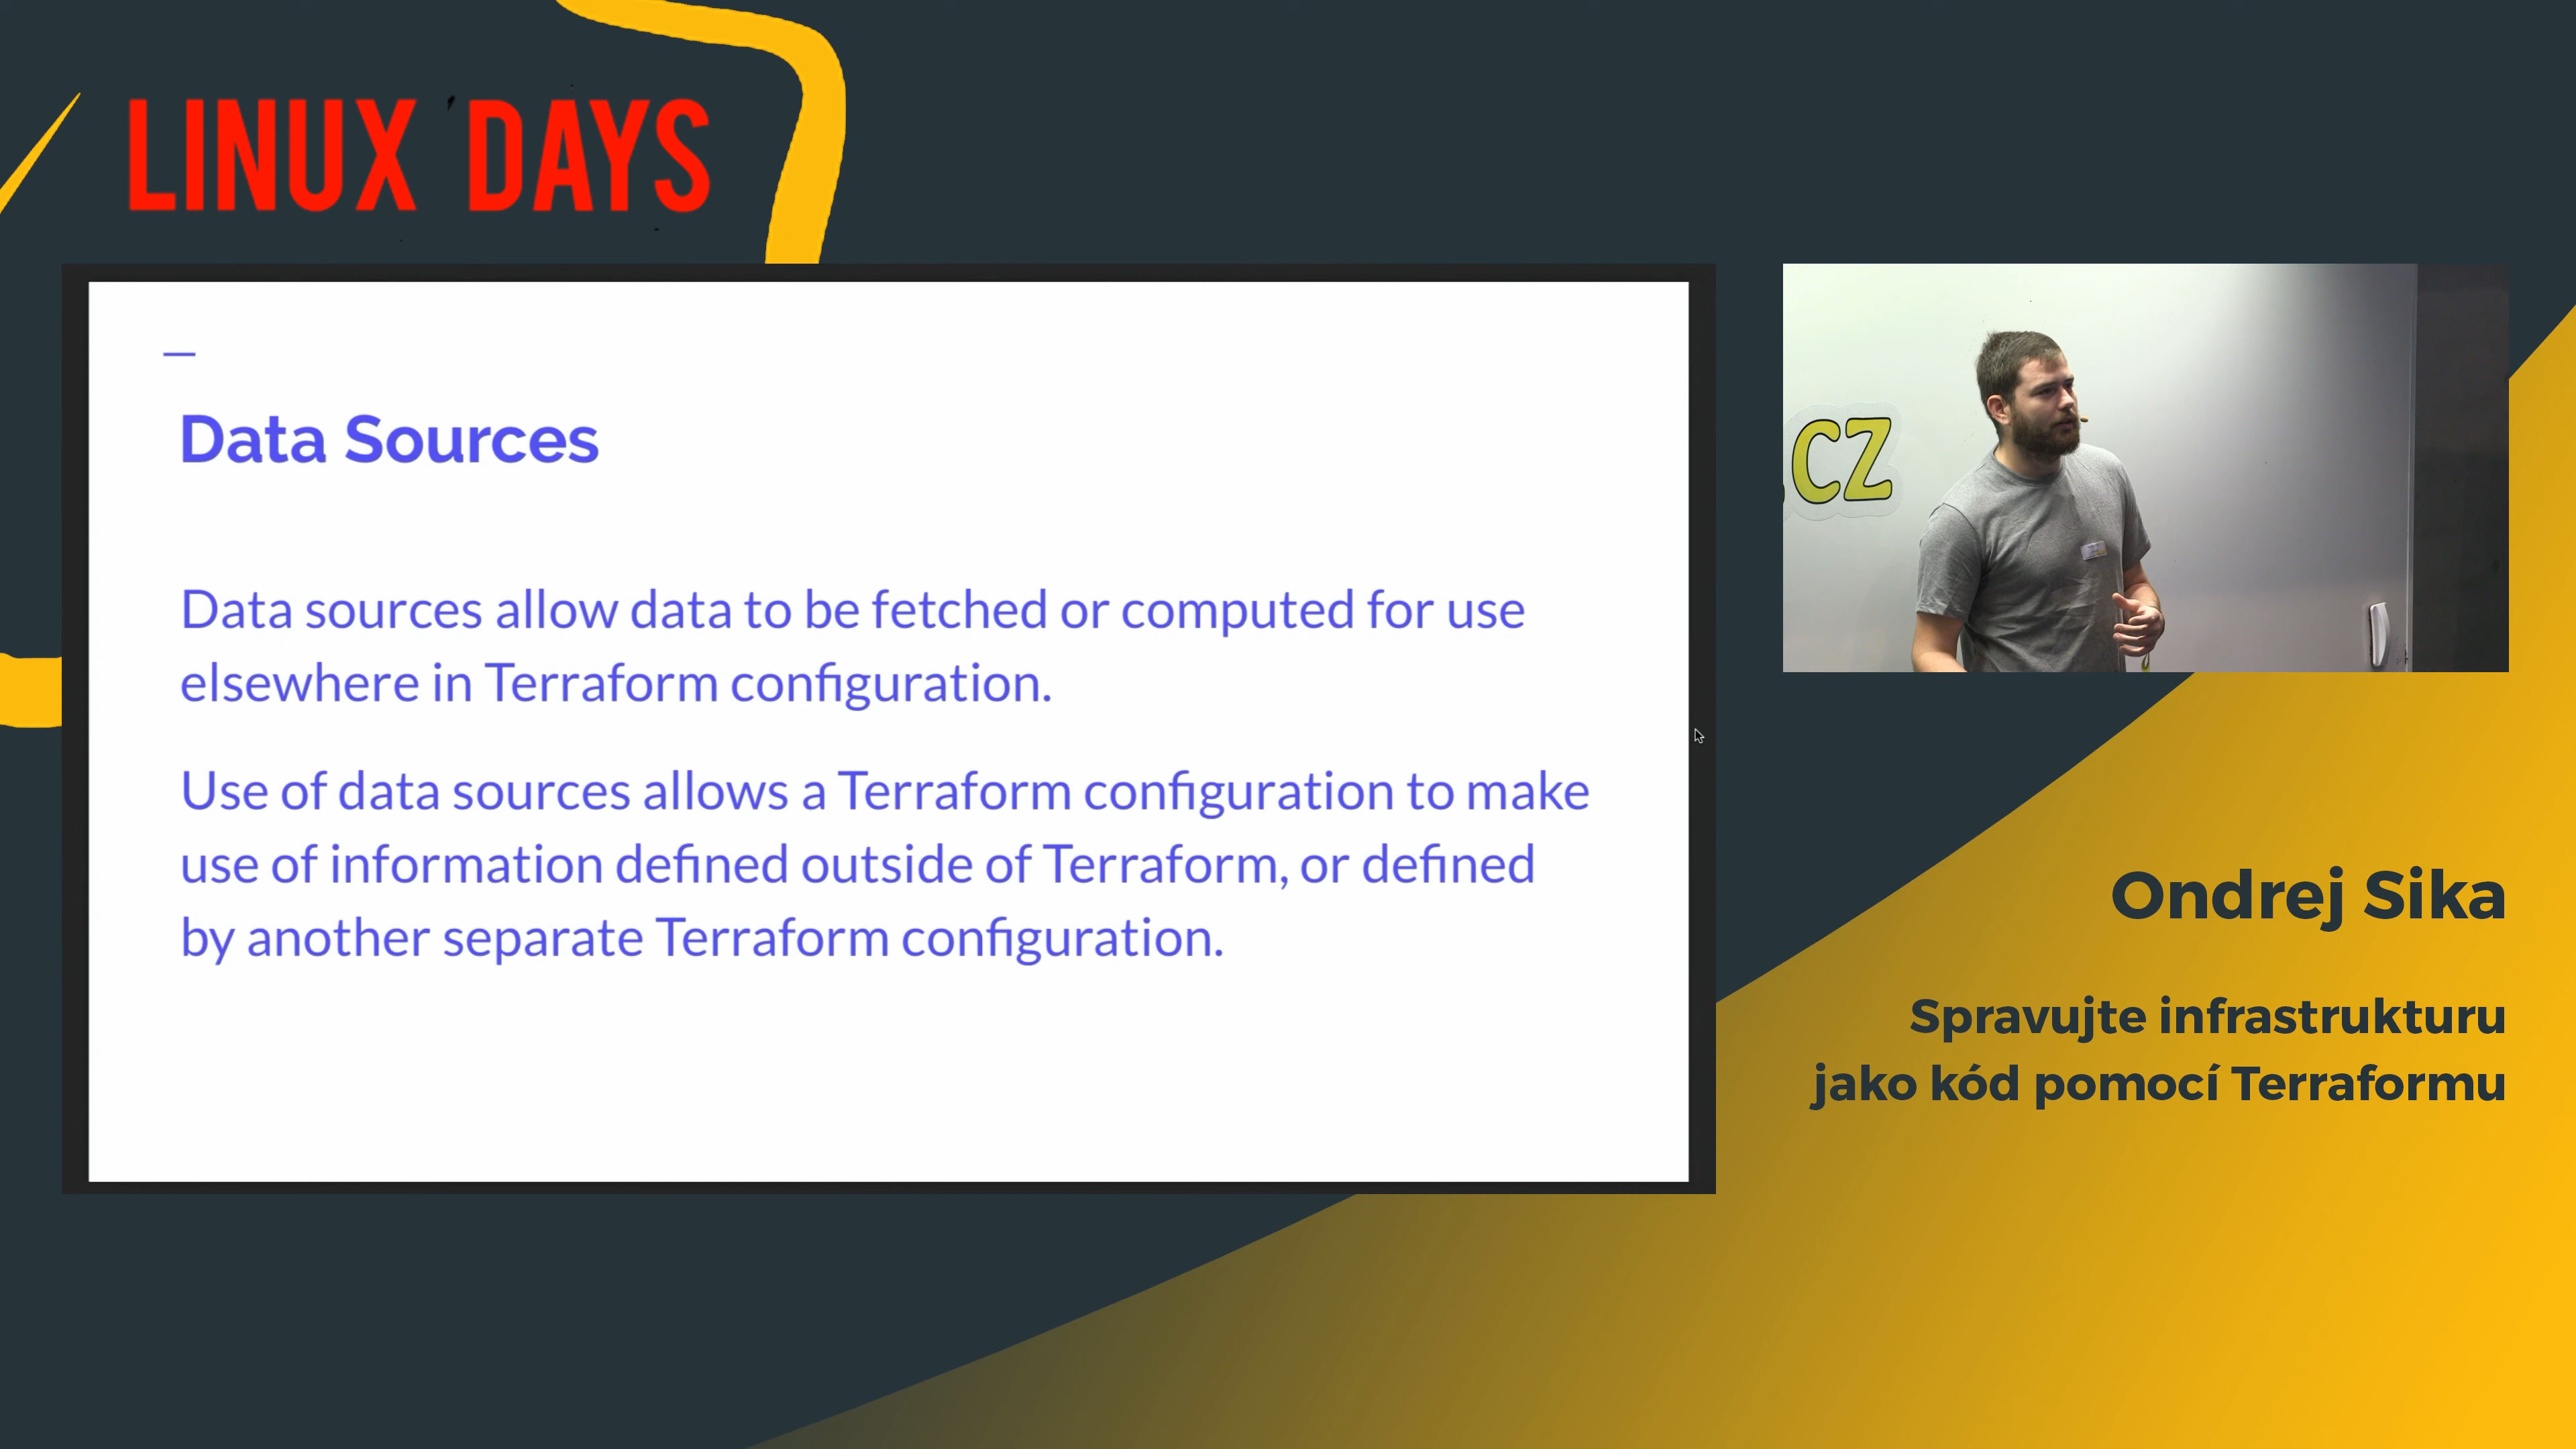 LINUX DAYS
Data Sources
Data sources allow data to be fetched or computed for use
elsewhere in Terraform configuration.
Use of data sources allows a Terraform configuration to make
use of information defined outside of Terraform, or defined
by another separate Terraform configuration.
CZ
Ondrej Sika
Spravujte infrastrukturu
jako kód pomocí Terraformu